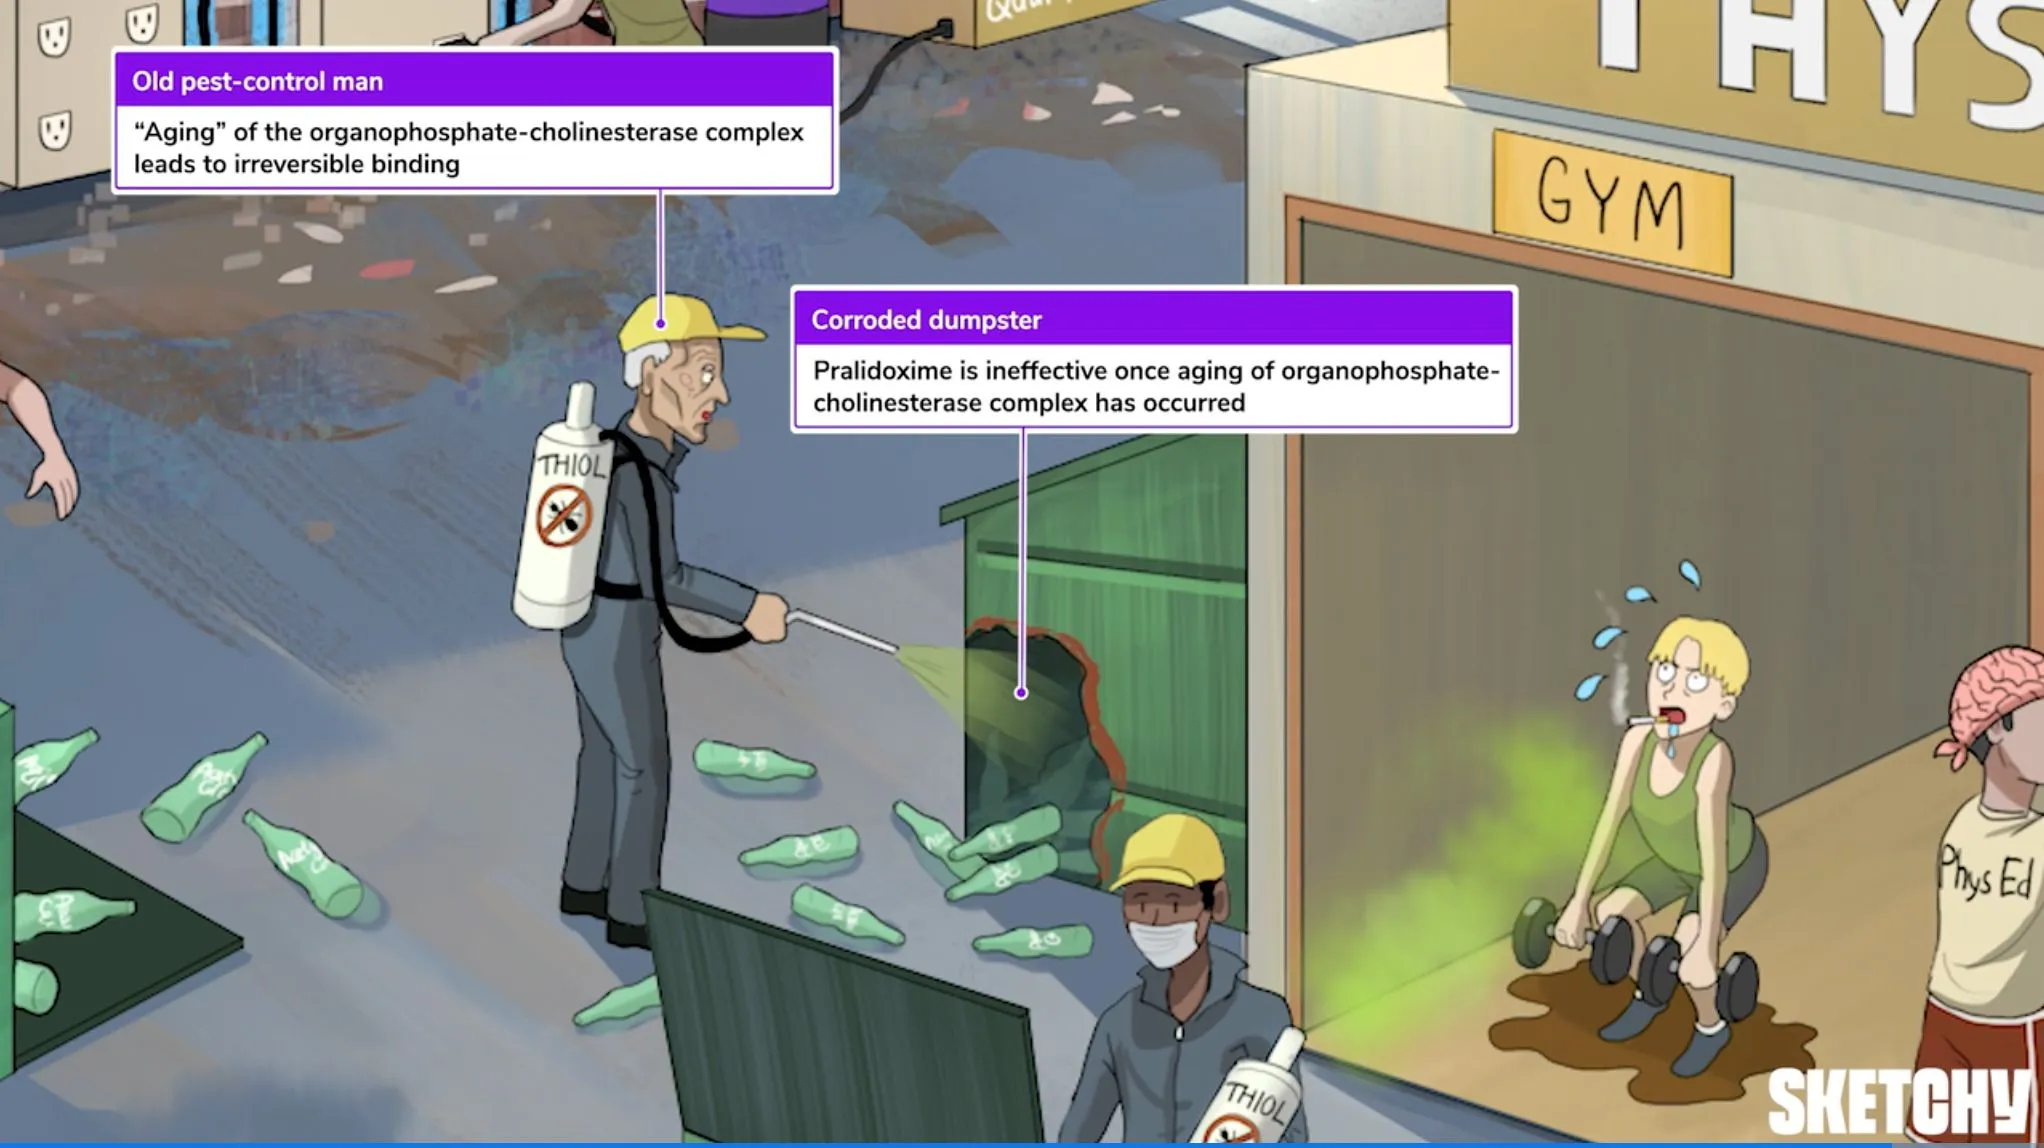 Old pest-control man
“Aging” of the organophosphate-cholinesterase complex
leads to irreversible binding
GYM
Corroded dumpster
Pralidoxime is ineffective once aging of organophosphate-
cholinesterase complex has occurred
THIOL
Phys Ed
THIOL
SKETCHY